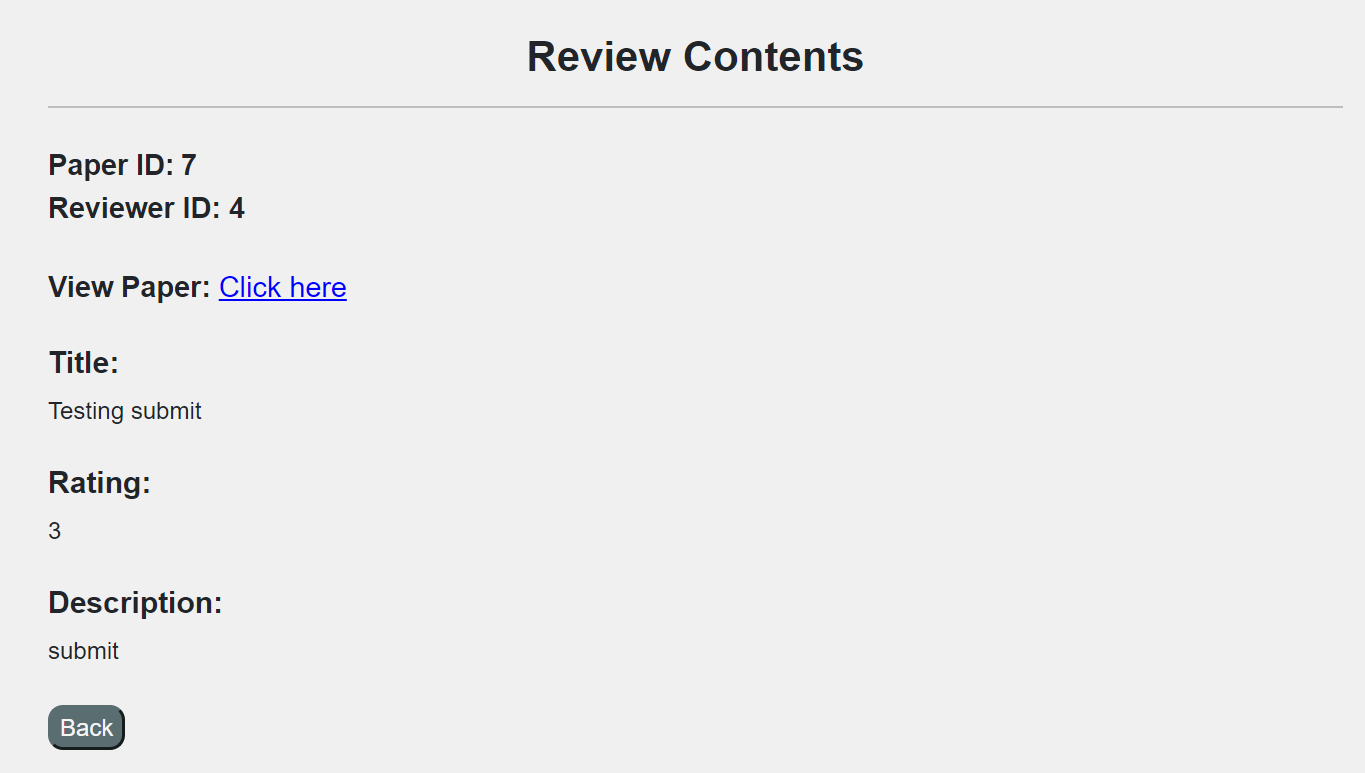 Review Contents
Paper ID: 7
Reviewer ID: 4
View Paper: Click here
Title:
Testing submit
Rating:
3
Description:
submit
Back